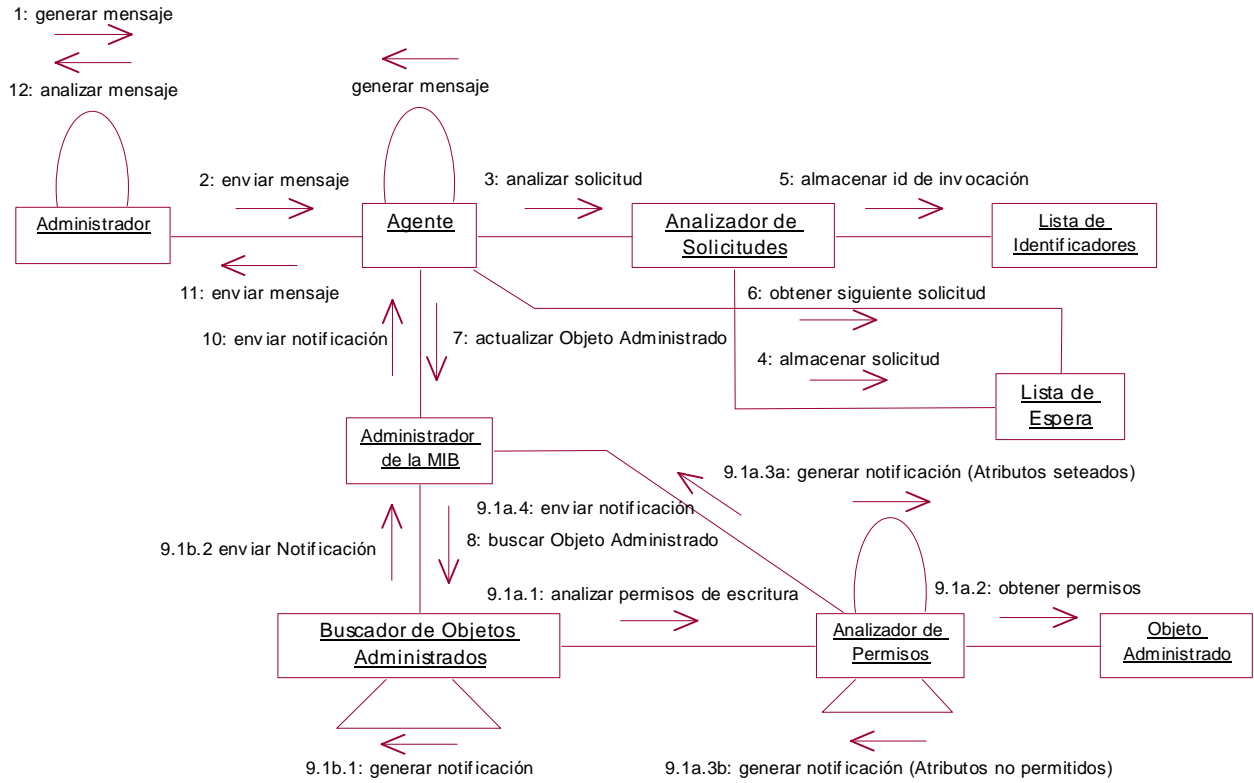 1: generar mensaje
12: analizar mensaje
generar mensaje
2: enviar mensaje
3: analizar solicitud
5: almacenar id de invocación
Administrador
Agente
Analizador de
Solicitudes
Lista de
Identificadores
11: enviar mensaje
6: obtener siguiente solicitud
10: enviar notificación
7: actualizar Objeto Administrado
4: almacenar solicitud
Lista de
Espera
Administrador
de la MIB
9.1a.3a: generar notificación (Atributos seteados)
9.1a.4: enviar notificación
8: buscar Objeto Administrado
9.1b.2 enviar Notificación
9.1a.1: analizar permisos de escritura
9.1a.2: obtener permisos
Buscador de Objetos
Administrados
Analizador de
Permisos
Objeto
Administrado
9.1b.1: generar notificación
9.1a.3b: generar notificación (Atributos no permitidos)